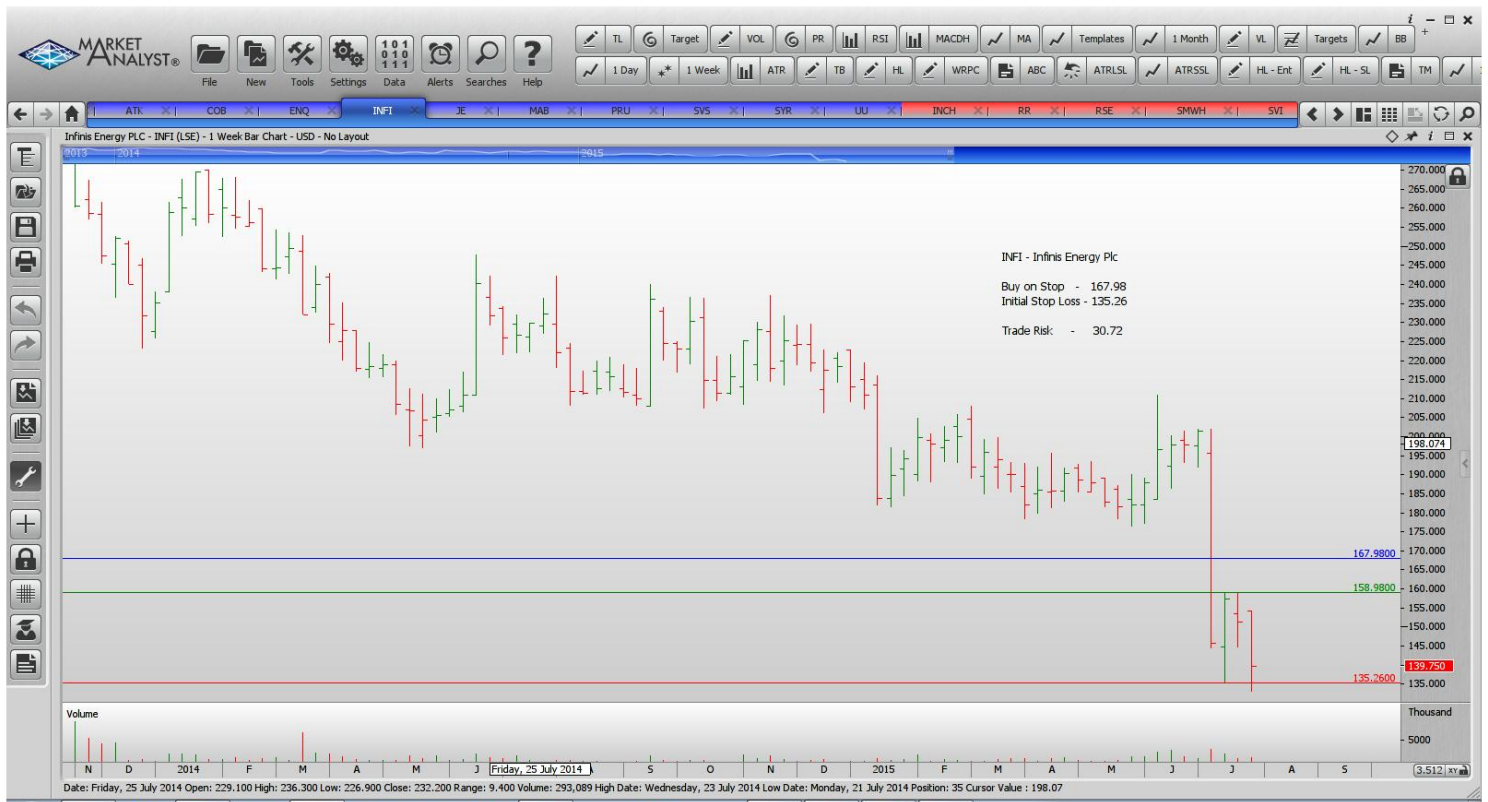 MARKET ANALYST®
File New Tools Settings Data Alerts Searches Help
TL Target VOL PR RSI MACDH MA Templates 1 Month VL Targets BB
1 Day 1 Week ATR TB HL WRPC ABC ATRLSL ATRSSL HL - Ent HL - SL TM
ATK COB ENQ INFI JE MAB PRU SVS SYR UU INCH RR RSE SMWH SVI
Infinis Energy PLC - INFI (LSE) - 1 Week Bar Chart - USD - No Layout
2013 2014 2015
INFI - Infinis Energy Plc
Buy on Stop - 167.98
Initial Stop Loss - 135.26
Trade Risk - 30.72
270.000
265.000
260.000
255.000
250.000
245.000
240.000
235.000
230.000
225.000
220.000
215.000
210.000
205.000
200.000
198.074
195.000
190.000
185.000
180.000
175.000
167.9800 170.000
165.000
158.9800 160.000
155.000
150.000
145.000
139.750
135.2600 135.000
Volume Thousand
5000
N D 2014 F M A M J Friday, 25 July 2014 A S O N D 2015 F M A M J J A S 3.512 XY
Date: Friday, 25 July 2014 Open: 229.100 High: 236.300 Low: 226.900 Close: 232.200 Range: 9.400 Volume: 293,089 High Date: Wednesday, 23 July 2014 Low Date: Monday, 21 July 2014 Position: 35 Cursor Value : 198.07